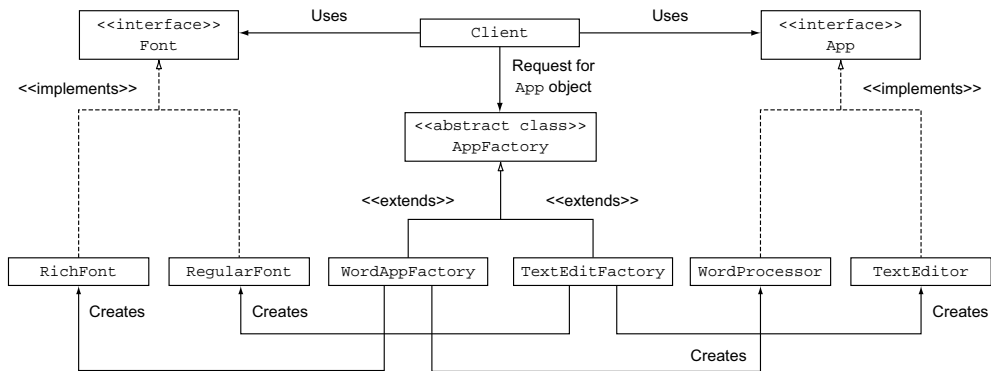 <<interface>>
Font
Uses
Client
Uses
<<interface>>
App
<<implements>>
Request for
App object
<<implements>>
<<abstract class>>
AppFactory
<<extends>>
<<extends>>
RichFont
RegularFont
WordAppFactory
TextEditFactory
WordProcessor
TextEditor
Creates
Creates
Creates
Creates